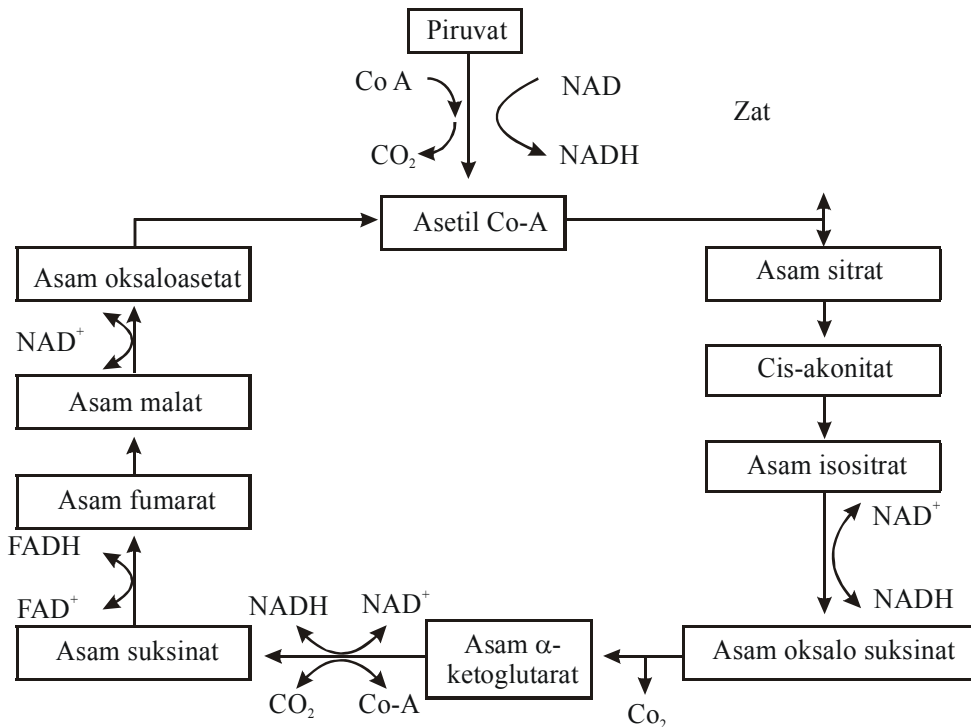 Piruvat
Co A
NAD
Zat
CO₂
NADH
Asetil Co-A
Asam oksaloasetat
Asam sitrat
NAD⁺
Cis-akonitat
Asam malat
Asam isositrat
Asam fumarat
NAD⁺
FADH
NADH
NAD⁺
NADH
FAD⁺
Asam suksinat
Asam α-
ketoglutarat
Asam oksalo suksinat
CO₂
Co-A
Co₂